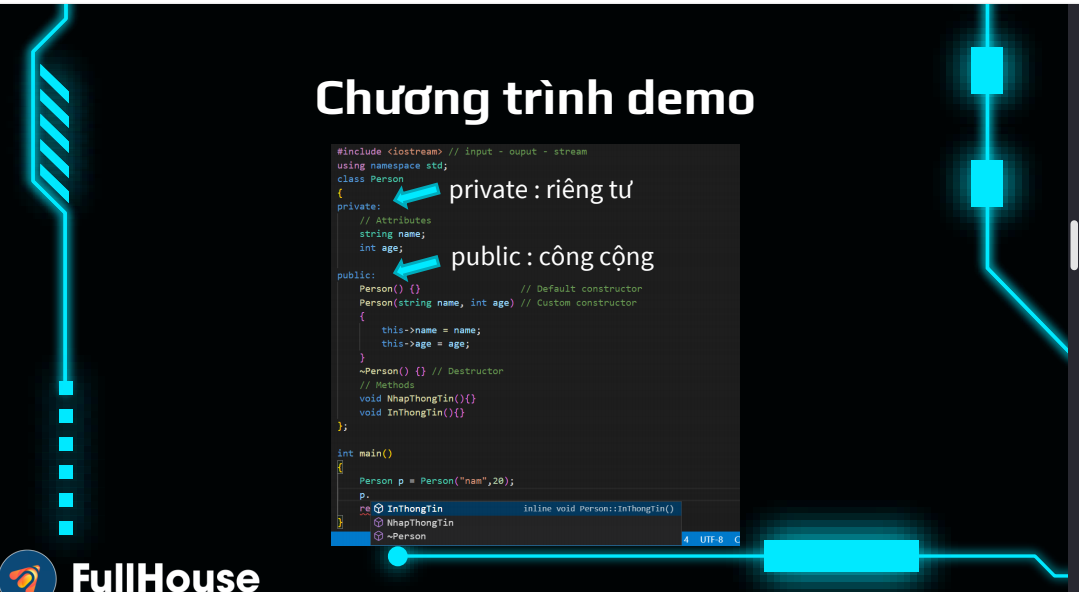 Chương trình demo
#include <iostream> // input - ouput - stream
using namespace std;
class Person
{
private : riêng tư
private:
// Attributes
string name;
int age;
public : công cộng
public:
Person() {} // Default constructor
Person(string name, int age) // Custom constructor
{
this->name = name;
this->age = age;
}
~Person() {} // Destructor
// Methods
void NhapThongTin(){}
void InThongTin(){}
};
int main()
{
Person p = Person("nam",20);
p.
re InThongTin inline void Person::InThongTin()
} NhapThongTin
~Person
4 UTF-8 C
FullHouse